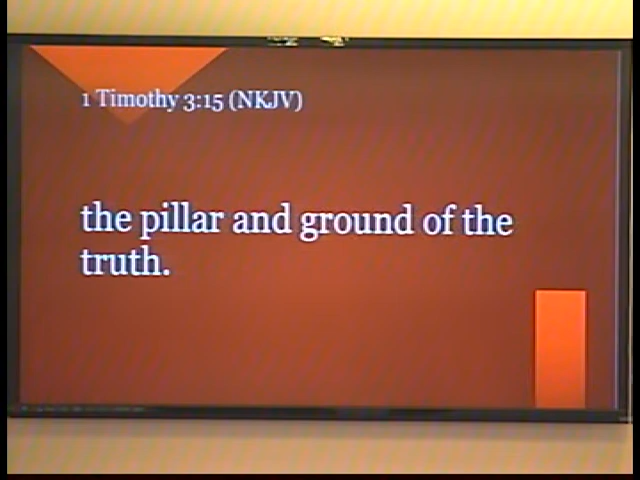 1 Timothy 3:15 (NKJV)
the pillar and ground of the
truth.